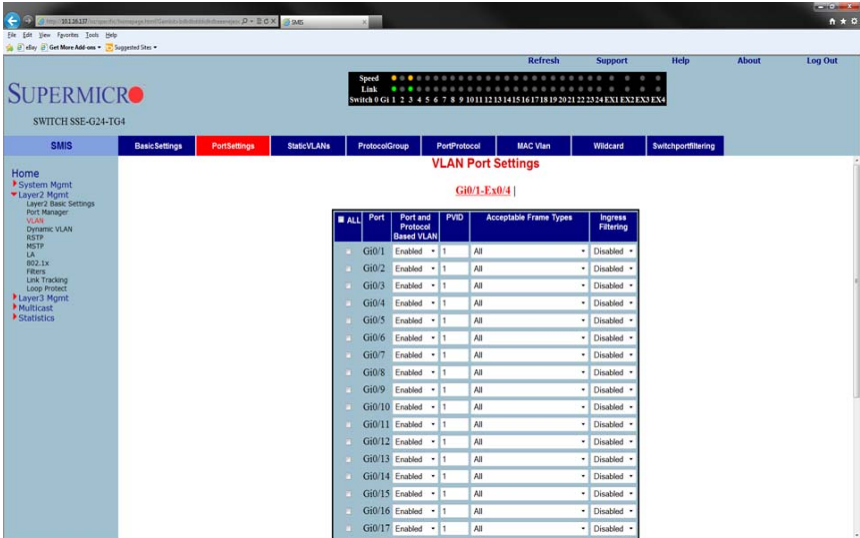 http://10.1.16.137/
SMIS
File Edit View Favorites Tools Help
eBay Get More Add-ons Suggested Sites
Refresh Support Help About Log Out
SUPERMICRO
Speed
Link
Switch 0 Gi 1 2 3 4 5 6 7 8 9 10 11 12 13 14 15 16 17 18 19 20 21 22 23 24 EX1 EX2 EX3 EX4
SWITCH SSE-G24-TG4
SMIS
BasicSettings PortSettings StaticVLANs ProtocolGroup PortProtocol MAC Vlan Wildcard Switchportfiltering
Home
System Mgmt
Layer2 Mgmt
Layer2 Basic Settings
Port Manager
VLAN
Dynamic VLAN
RSTP
MSTP
LA
802.1x
Filters
Link Tracking
Loop Protect
Layer3 Mgmt
Multicast
Statistics
VLAN Port Settings
Gi0/1-Ex0/4 |
ALL Port Port and Protocol Based VLAN PVID Acceptable Frame Types Ingress Filtering
Gi0/1 Enabled 1 All Disabled
Gi0/2 Enabled 1 All Disabled
Gi0/3 Enabled 1 All Disabled
Gi0/4 Enabled 1 All Disabled
Gi0/5 Enabled 1 All Disabled
Gi0/6 Enabled 1 All Disabled
Gi0/7 Enabled 1 All Disabled
Gi0/8 Enabled 1 All Disabled
Gi0/9 Enabled 1 All Disabled
Gi0/10 Enabled 1 All Disabled
Gi0/11 Enabled 1 All Disabled
Gi0/12 Enabled 1 All Disabled
Gi0/13 Enabled 1 All Disabled
Gi0/14 Enabled 1 All Disabled
Gi0/15 Enabled 1 All Disabled
Gi0/16 Enabled 1 All Disabled
Gi0/17 Enabled 1 All Disabled